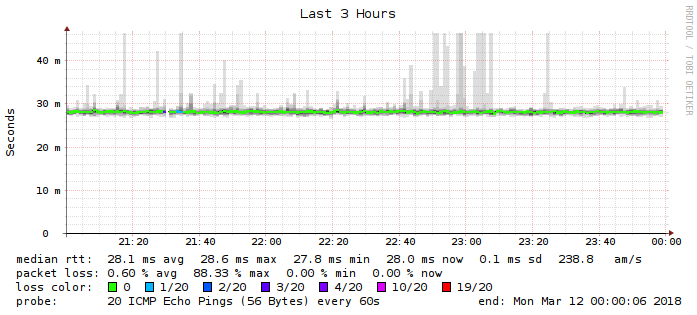 Last 3 Hours
RRDTOOL / TOBI OETIKER
Seconds
40 m
30 m
20 m
10 m
0
21:20 21:40 22:00 22:20 22:40 23:00 23:20 23:40 00:00
median rtt: 28.1 ms avg 28.6 ms max 27.8 ms min 28.0 ms now 0.1 ms sd 238.8 am/s
packet loss: 0.60 % avg 88.33 % max 0.00 % min 0.00 % now
loss color: 0 1/20 2/20 3/20 4/20 10/20 19/20
probe: 20 ICMP Echo Pings (56 Bytes) every 60s end: Mon Mar 12 00:00:06 2018